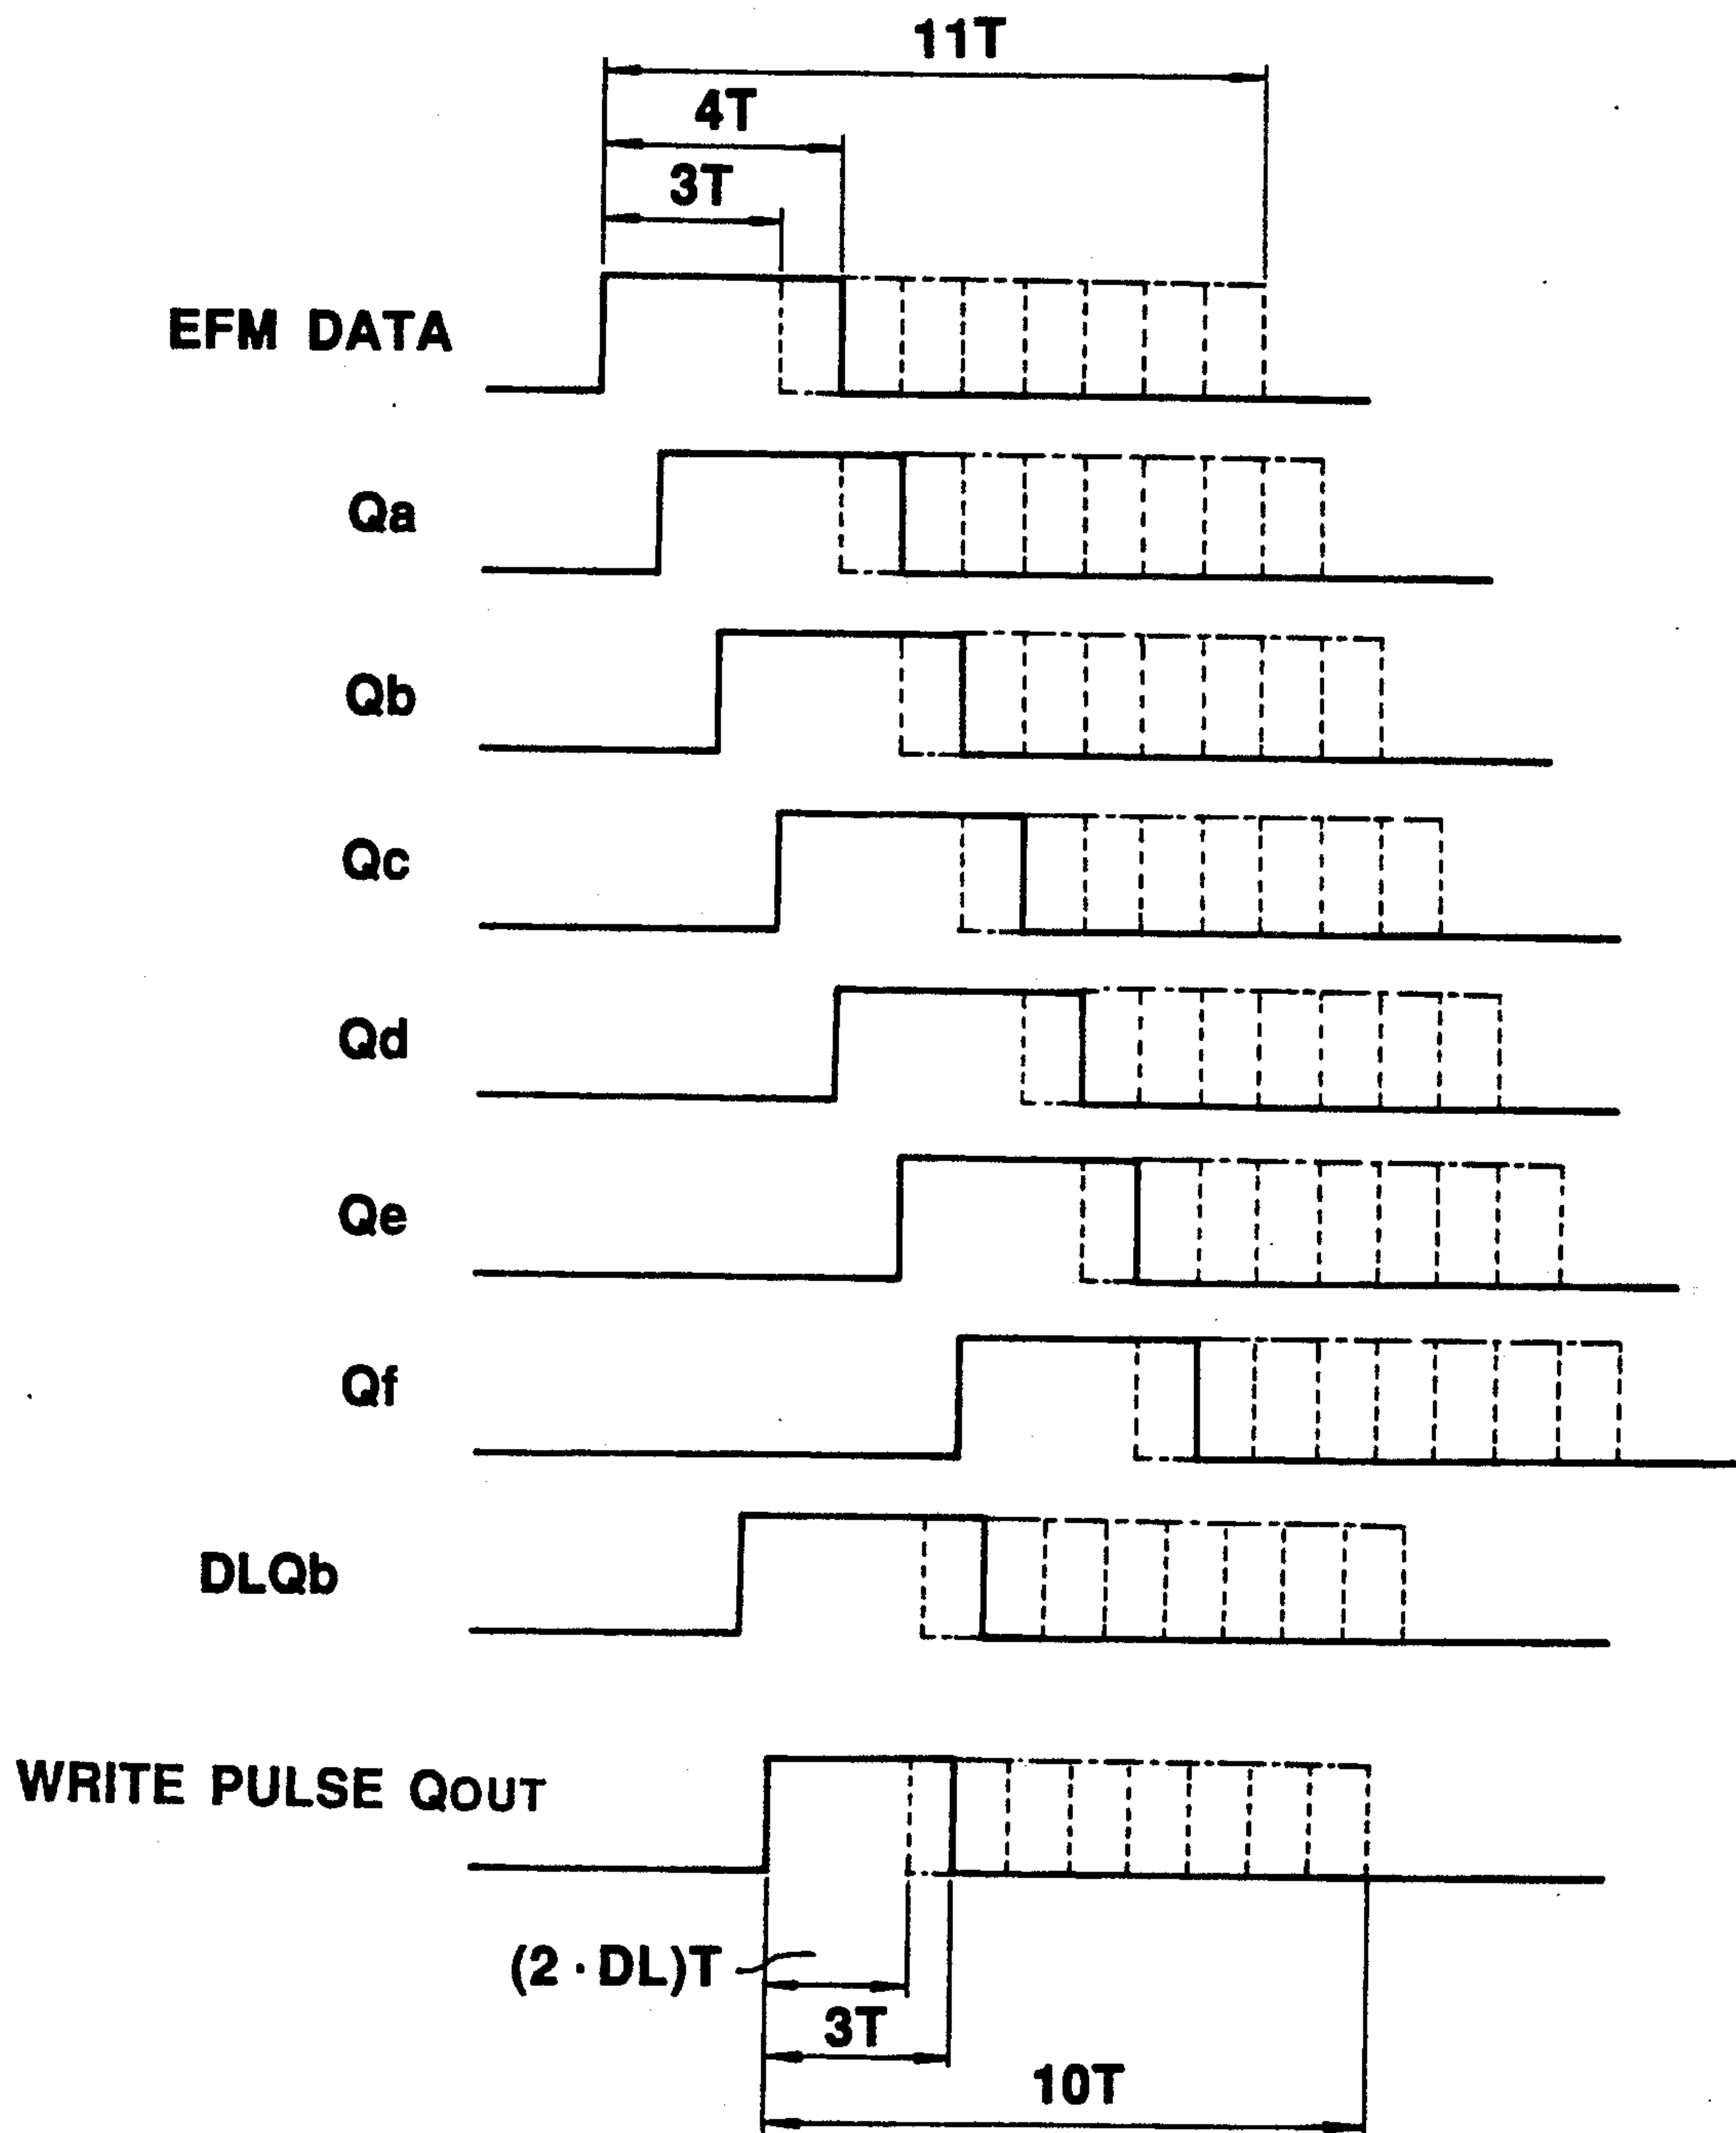 11T
4T
3T
EFM DATA
Qa
Qb
Qc
Qd
Qe
Qf
DLQb
WRITE PULSE QOUT
(2·DL)T
3T
10T